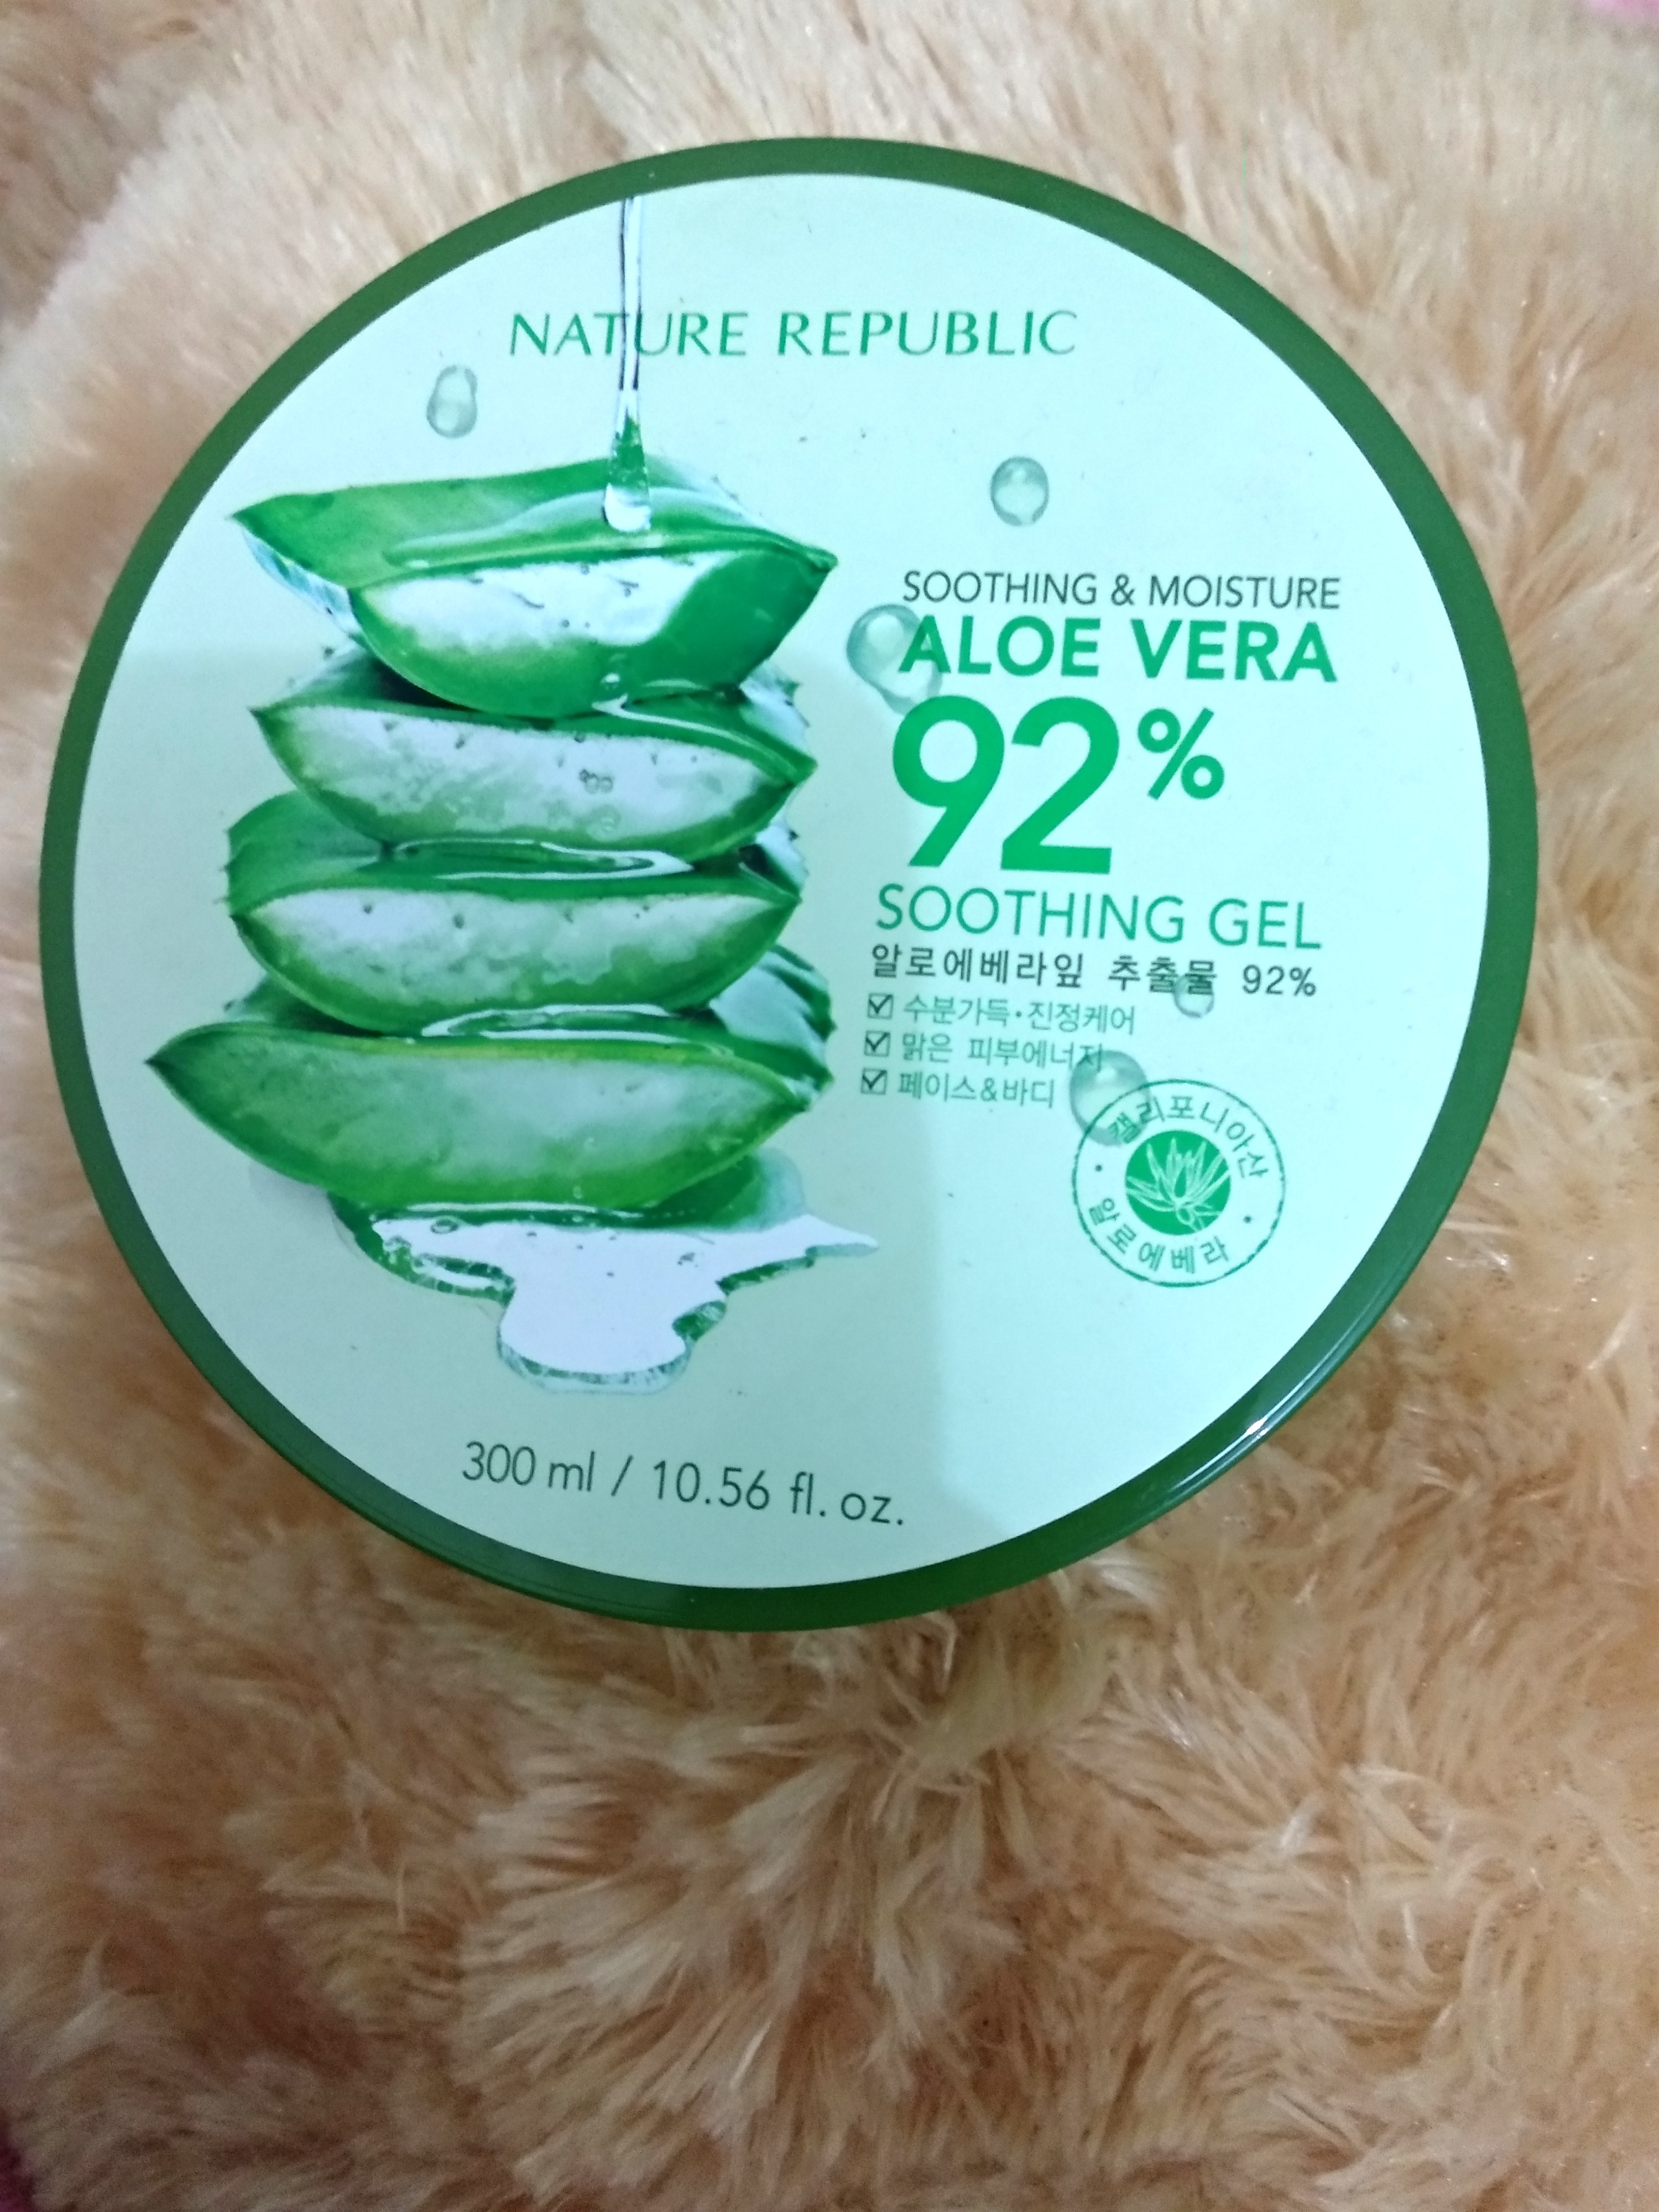 NATURE REPUBLIC
SOOTHING & MOISTURE
ALOE VERA
92%
SOOTHING GEL
알로에베라잎 추출물 92%
☑ 수분가득·진정케어
☑ 맑은 피부에너지
☑ 페이스&바디
캘리포니아산
알로에베라
300 ml / 10.56 fl. oz.